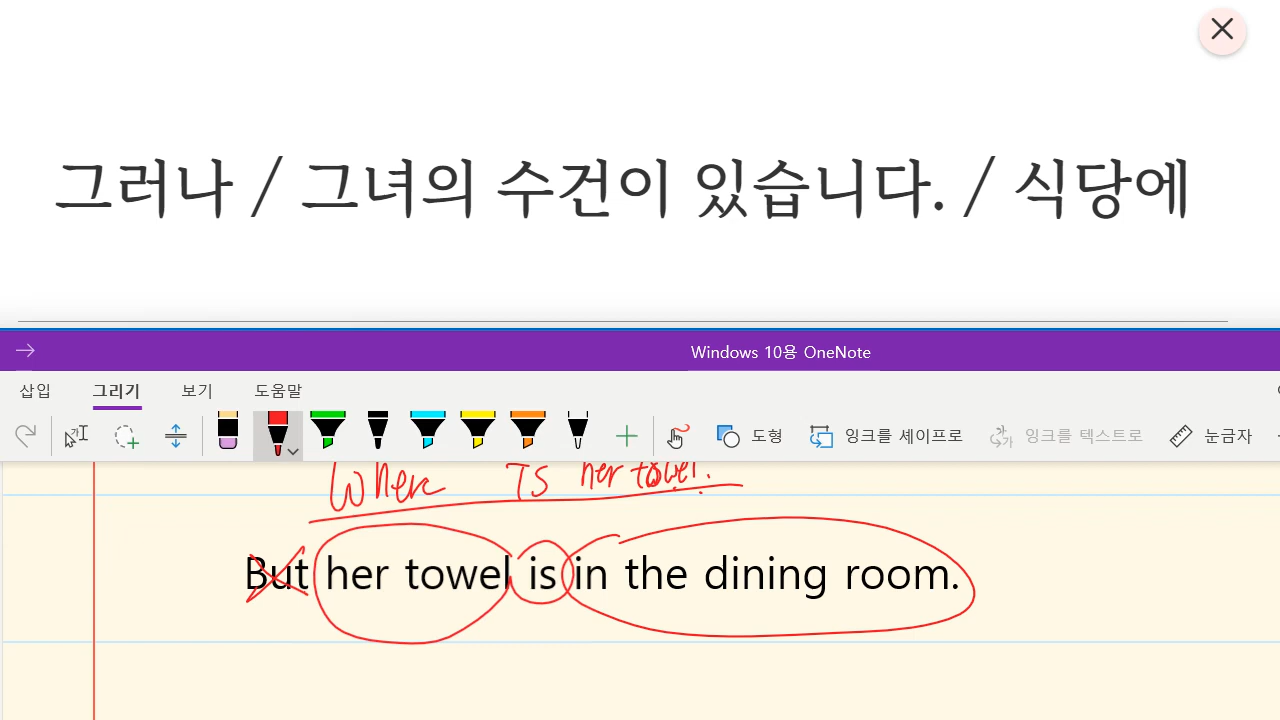 그러나 / 그녀의 수건이 있습니다. / 식당에
Windows 10용 OneNote
삽입 그리기 보기 도움말
도형 잉크를 셰이프로 잉크를 텍스트로 눈금자
Where Is her towel.
But her towel is in the dining room.